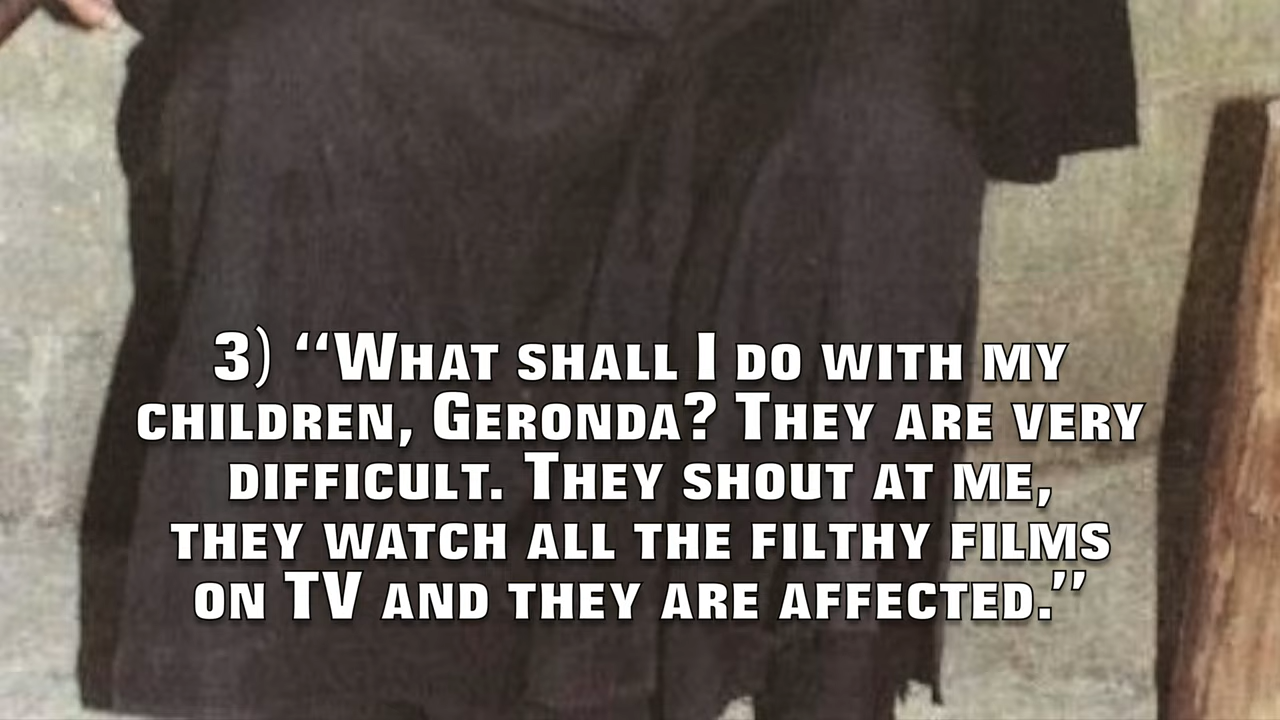 3) “What shall I do with my
children, Geronda? They are very
difficult. They shout at me,
they watch all the filthy films
on TV and they are affected.”